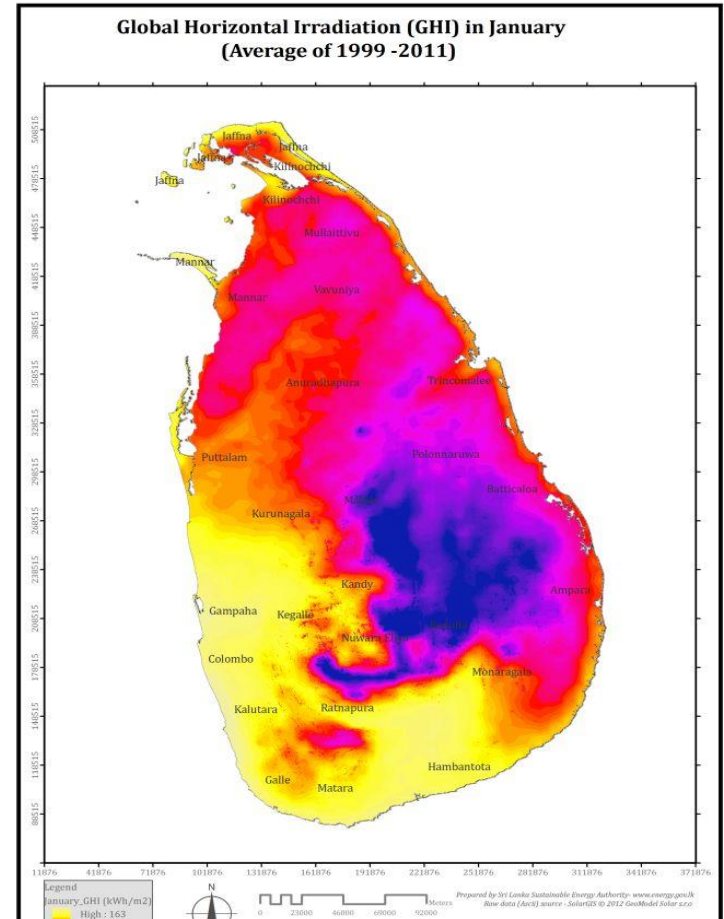 Global Horizontal Irradiation (GHI) in January
(Average of 1999 -2011)
508515
478515
448515
418515
388515
358515
328515
298515
268515
238515
208515
178515
148515
118515
88515
Jaffna
Jaffna
Jaffna
Kilinochchi
Jaffna
Kilinochchi
Mullaittivu
Mannar
Vavuniya
Mannar
Anuradhapura
Trincomalee
Puttalam
Polonnaruwa
Batticaloa
Kurunagala
Kandy
Ampara
Gampaha
Kegalle
Nuwara Eliya
Colombo
Monaragala
Kalutara
Ratnapura
Hambantota
Galle
Matara
11876 41876 71876 101876 131876 161876 191876 221876 251876 281876 311876 341876 371876
Legend
January_GHI (kWh/m2)
High : 163
N
Meters
0 23000 46000 69000 92000
Prepared by Sri Lanka Sustainable Energy Authority- www.energy.gov.lk
Raw data (Ascii) source - SolarGIS © 2012 GeoModel Solar s.r.o